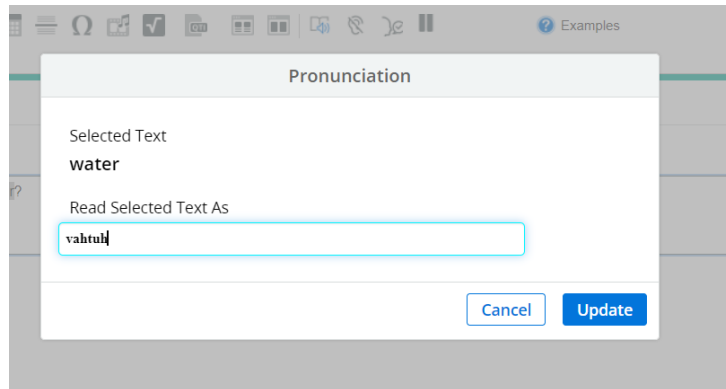 Examples
Pronunciation
Selected Text
water
r?
Read Selected Text As
vahtuh
Cancel Update